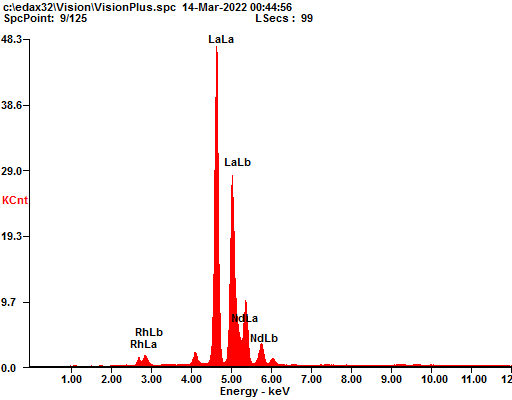 c:\edax32\Vision\VisionPlus.spc 14-Mar-2022 00:44:56
SpcPoint: 9/125 LSecs : 99
48.3
LaLa
38.6
29.0
LaLb
KCnt
19.3
9.7
NdLa
RhLb
NdLb
RhLa
0.0
1.00 2.00 3.00 4.00 5.00 6.00 7.00 8.00 9.00 10.00 11.00 12
Energy - keV